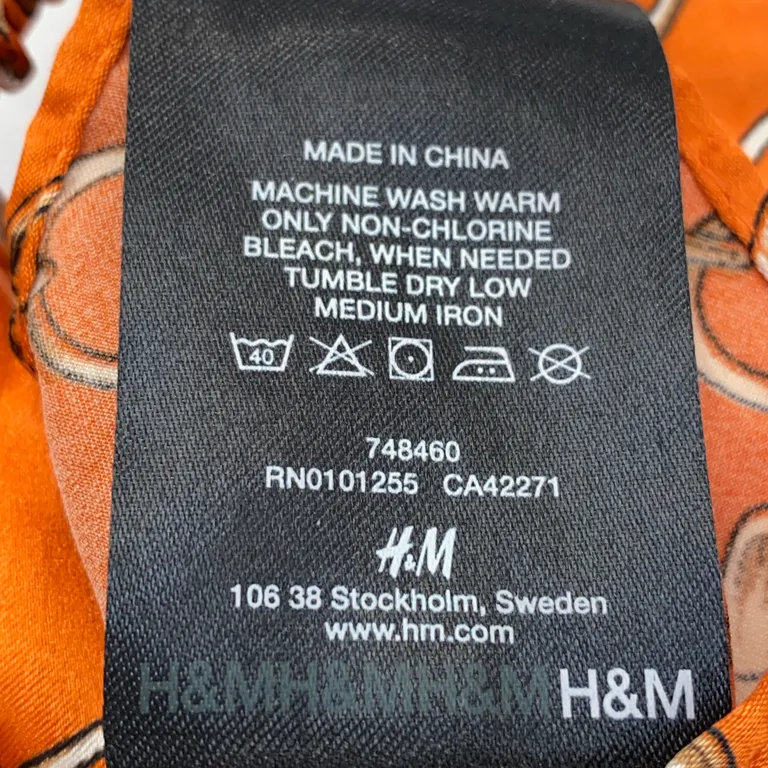 MADE IN CHINA
MACHINE WASH WARM
ONLY NON-CHLORINE
BLEACH, WHEN NEEDED
TUMBLE DRY LOW
MEDIUM IRON
40
748460
RN0101255 CA42271
H&M
106 38 Stockholm, Sweden
www.hm.com
H&MH&MH&MH&M